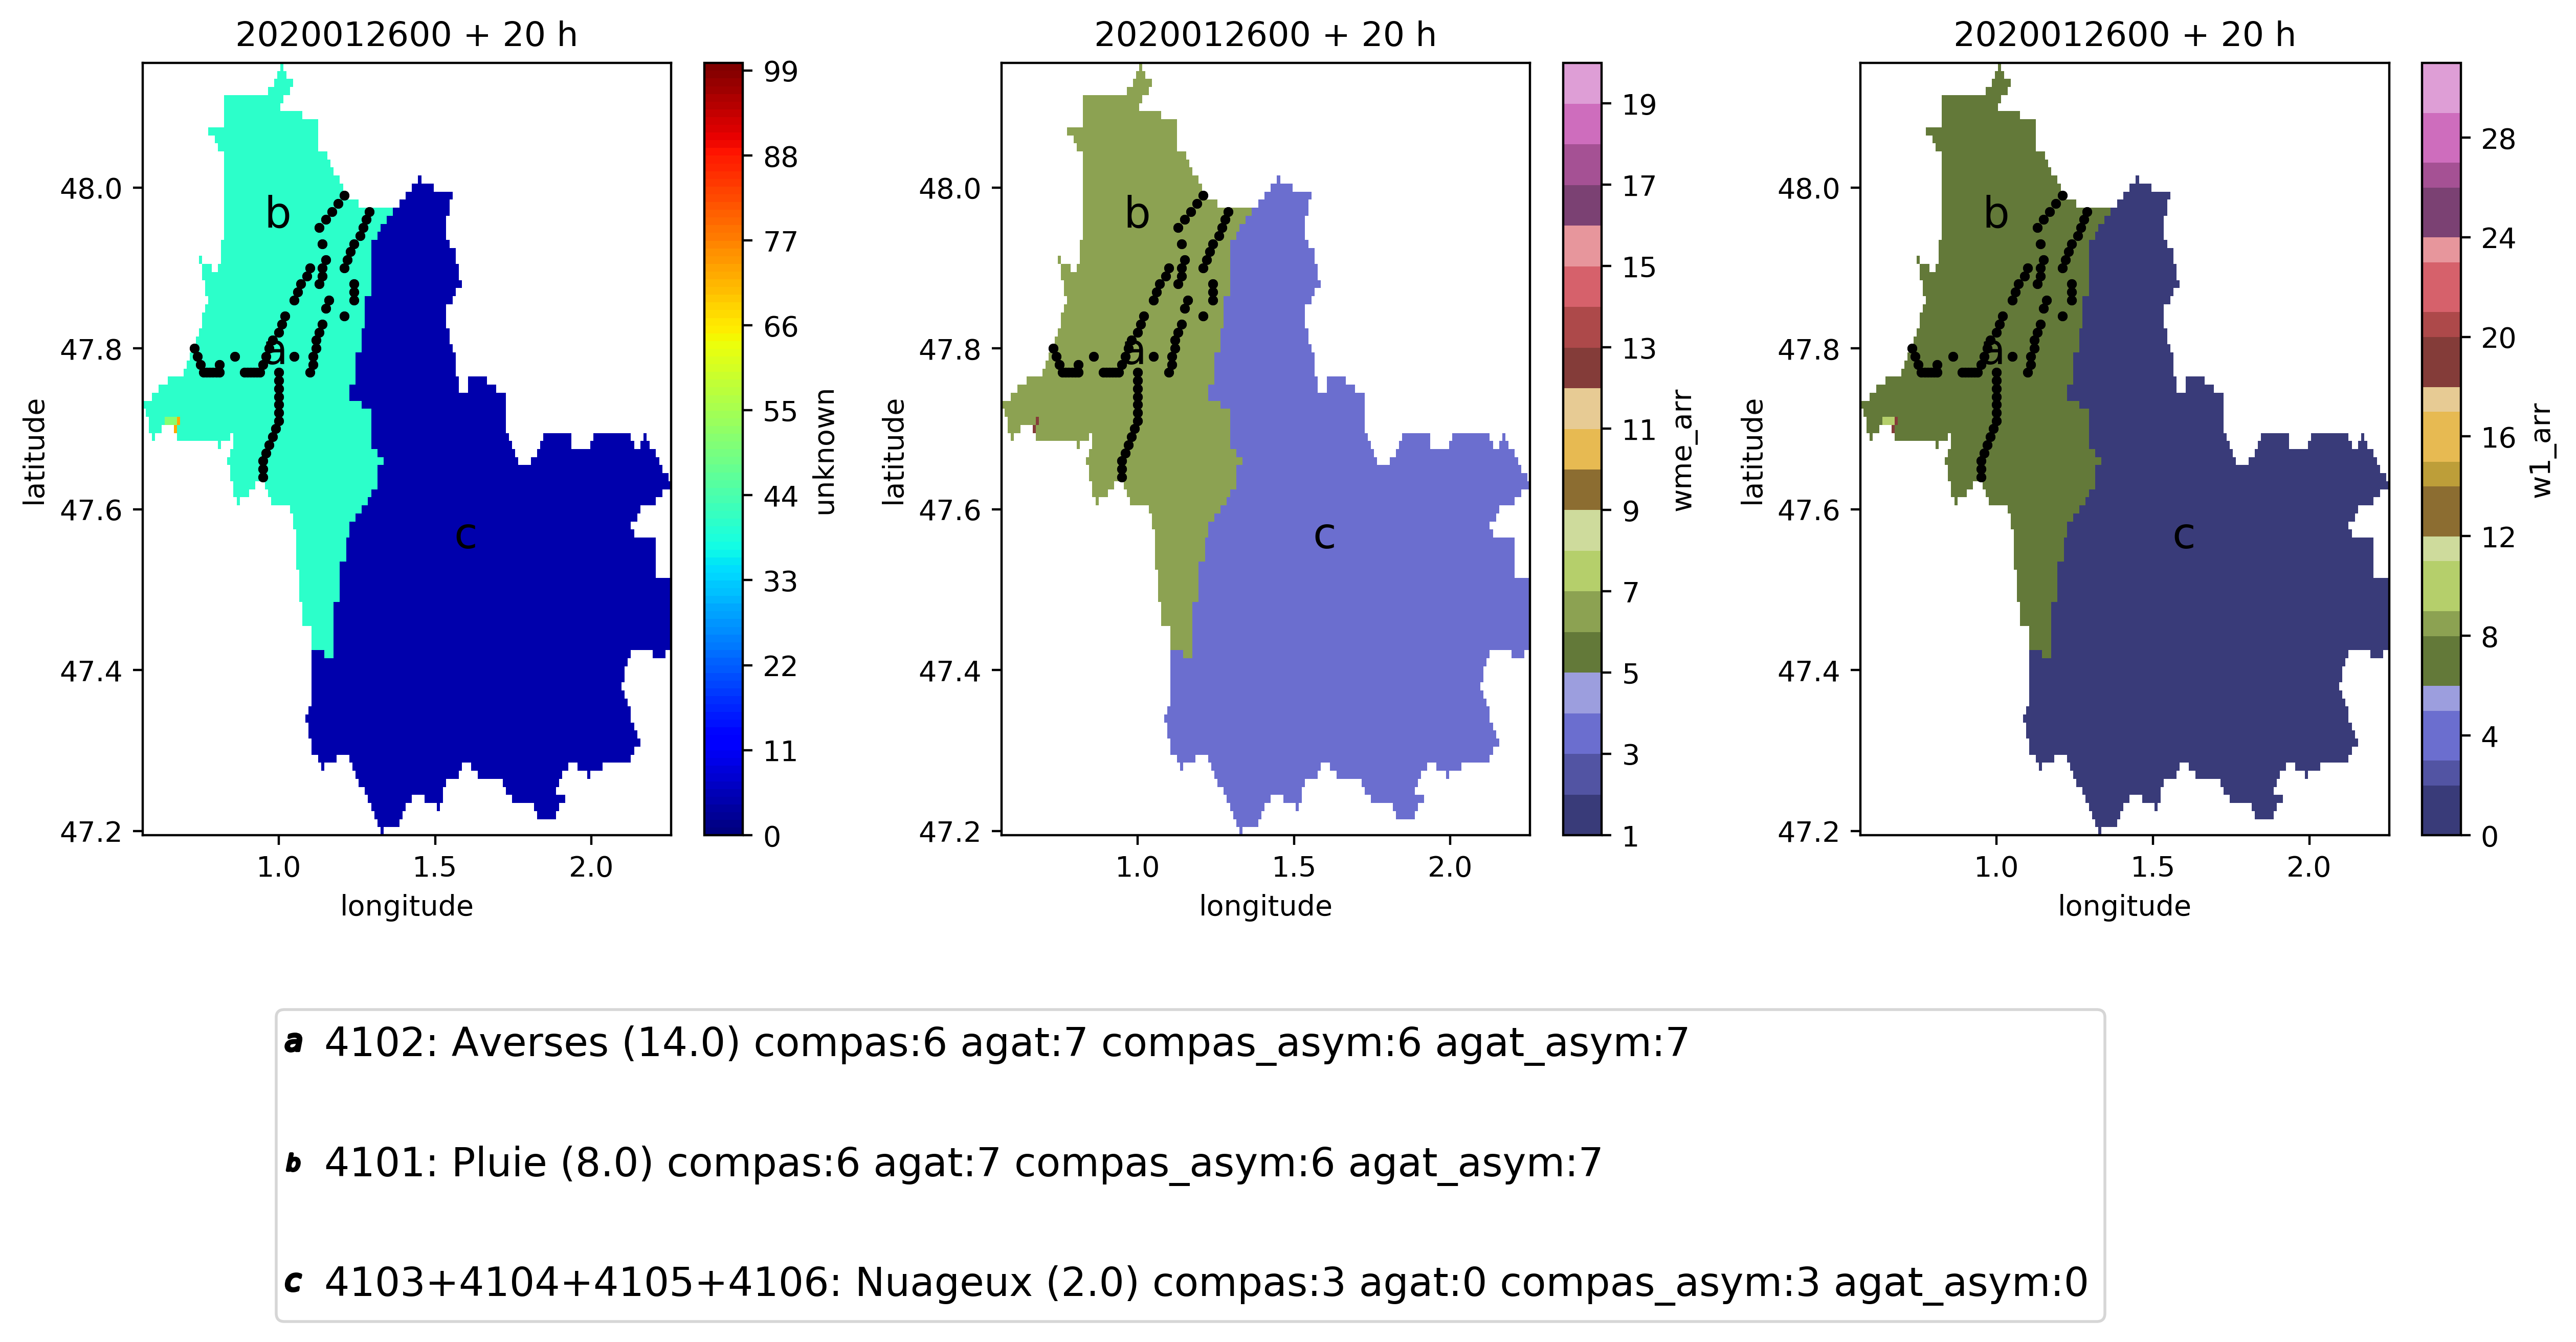 2020012600 + 20 h
48.0
47.8
47.6
47.4
47.2
1.0 1.5 2.0
latitude
longitude
b
a
c
99
88
77
66
55
44
33
22
11
0
unknown
2020012600 + 20 h
48.0
47.8
47.6
47.4
47.2
1.0 1.5 2.0
latitude
longitude
b
a
c
19
17
15
13
11
9
7
5
3
1
wme_arr
2020012600 + 20 h
48.0
47.8
47.6
47.4
47.2
1.0 1.5 2.0
latitude
longitude
b
a
c
28
24
20
16
12
8
4
0
w1_arr
a 4102: Averses (14.0) compas:6 agat:7 compas_asym:6 agat_asym:7
b 4101: Pluie (8.0) compas:6 agat:7 compas_asym:6 agat_asym:7
c 4103+4104+4105+4106: Nuageux (2.0) compas:3 agat:0 compas_asym:3 agat_asym:0